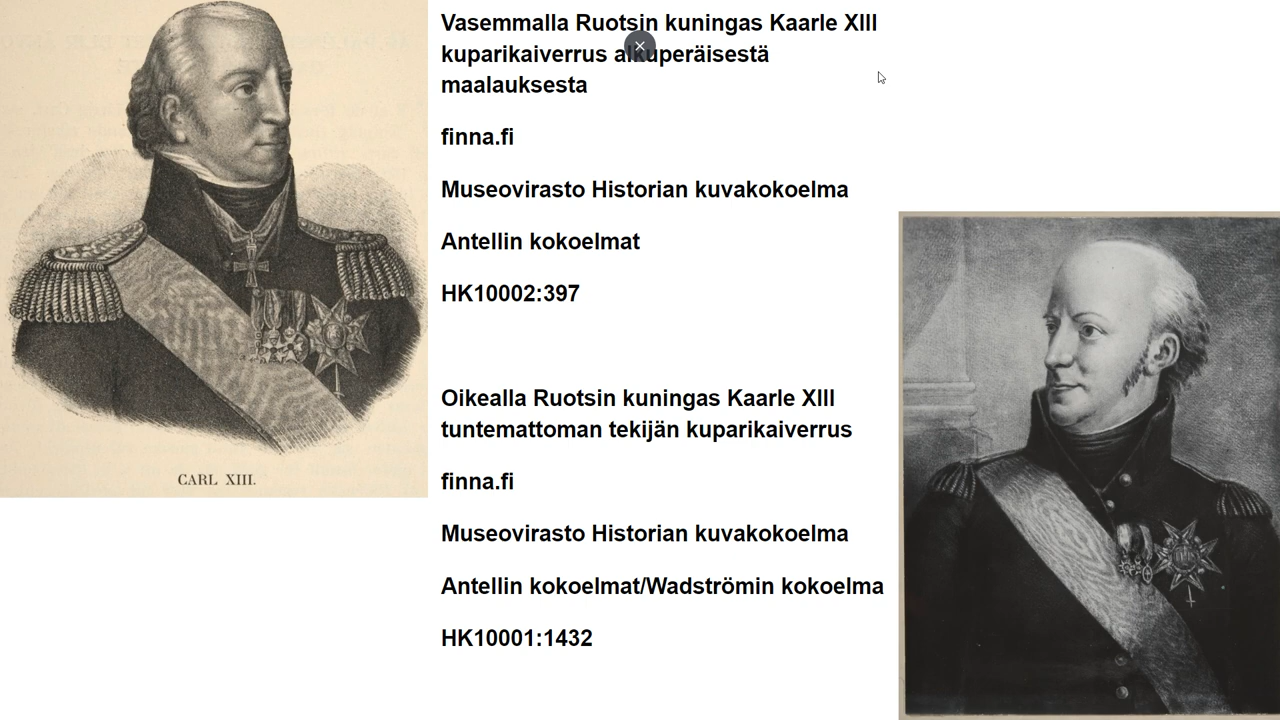 Vasemmalla Ruotsin kuningas Kaarle XIII
kuparikaiverrus alkuperäisestä
maalauksesta
finna.fi
Museovirasto Historian kuvakokoelma
Antellin kokoelmat
HK10002:397
CARL XIII.
Oikealla Ruotsin kuningas Kaarle XIII
tuntemattoman tekijän kuparikaiverrus
finna.fi
Museovirasto Historian kuvakokoelma
Antellin kokoelmat/Wadströmin kokoelma
HK10001:1432